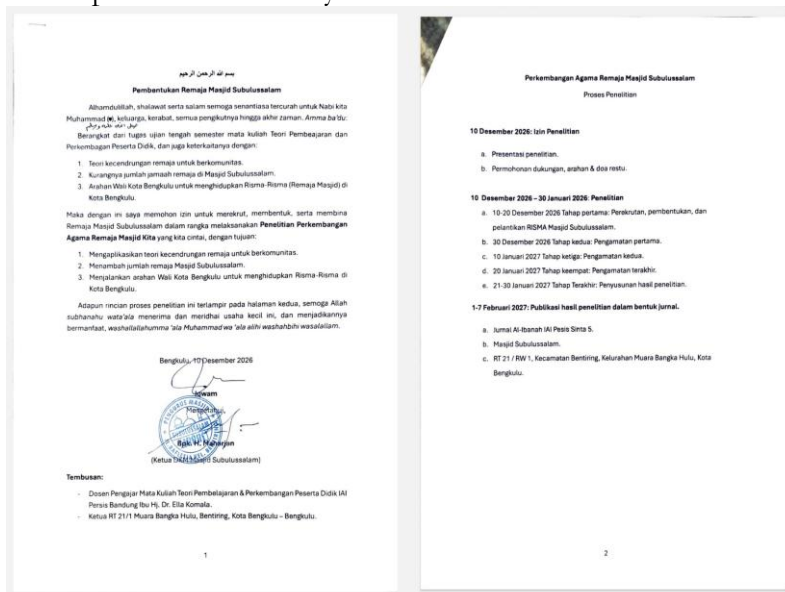 بسم الله الرحمن الرحيم
Pembentukan Remaja Masjid Subulussalam
Alhamdulillah, shalawat serta salam semoga senantiasa tercurah untuk Nabi kita
Muhammad (ﷺ), keluarga, kerabat, semua pengikutnya hingga akhir zaman. Amma ba'du:
Berangkat dari tugas ujian tengah semester mata kuliah Teori Pembeajaran dan
Perkembagan Peserta Didik, dan juga keterkaitanya dengan:
1. Teori kecendrungan remaja untuk berkomunitas.
2. Kurangnya jumlah jamaah remaja di Masjid Subulussalam.
3. Arahan Wali Kota Bengkulu untuk menghidupkan Risma-Risma (Remaja Masjid) di
Kota Bengkulu.
Maka dengan ini saya memohon izin untuk merekrut, membentuk, serta membina
Remaja Masjid Subulussalam dalam rangka melaksanakan Penelitian Perkembangan
Agama Remaja Masjid Kita yang kita cintai, dengan tujuan:
1. Mengaplikasikan teori kecendrungan remaja untuk berkomunitas.
2. Menambah jumlah remaja Masjid Subulussalam.
3. Menjalankan arahan Wali Kota Bengkulu untuk menghidupkan Risma-Risma di
Kota Bengkulu.
Adapun rincian proses penelitian ini terlampir pada halaman kedua, semoga Allah
subhanahu wata'ala menerima dan meridhai usaha kecil ini, dan menjadikannya
bermanfaat, washallallahumma 'ala Muhammad wa 'ala alihi washahbihi wasalallam.
Bengkulu, 10 Desember 2026
Mengetahui,
Bpk. H.
(Ketua DKM Masjid Subulussalam)
Tembusan:
- Dosen Pengajar Mata Kuliah Teori Pembelajaran & Perkembangan Peserta Didik IAI
Persis Bandung Ibu Hj. Dr. Ella Komala.
- Ketua RT 21/1 Muara Bangka Hulu, Bentiring, Kota Bengkulu – Bengkulu.
1
Perkembangan Agama Remaja Masjid Subulussalam
Proses Penelitian
10 Desember 2026: Izin Penelitian
a. Presentasi penelitian.
b. Permohonan dukungan, arahan & doa restu.
10 Desember 2026 – 30 Januari 2026: Penelitian
a. 10-20 Desember 2026 Tahap pertama: Perekrutan, pembentukan, dan
pelantikan RISMA Masjid Subulussalam.
b. 30 Desember 2026 Tahap kedua: Pengamatan pertama.
c. 10 Januari 2027 Tahap ketiga: Pengamatan kedua.
d. 20 Januari 2027 Tahap keempat: Pengamatan terakhir.
e. 21-30 Januari 2027 Tahap Terakhir: Penyusunan hasil penelitian.
1-7 Februari 2027: Publikasi hasil penelitian dalam bentuk jurnal.
a. Jurnal Al-Ibanah IAI Pesis Sinta 5.
b. Masjid Subulussalam.
c. RT 21 / RW 1, Kecamatan Bentiring, Kelurahan Muara Bangka Hulu, Kota
Bengkulu.
2